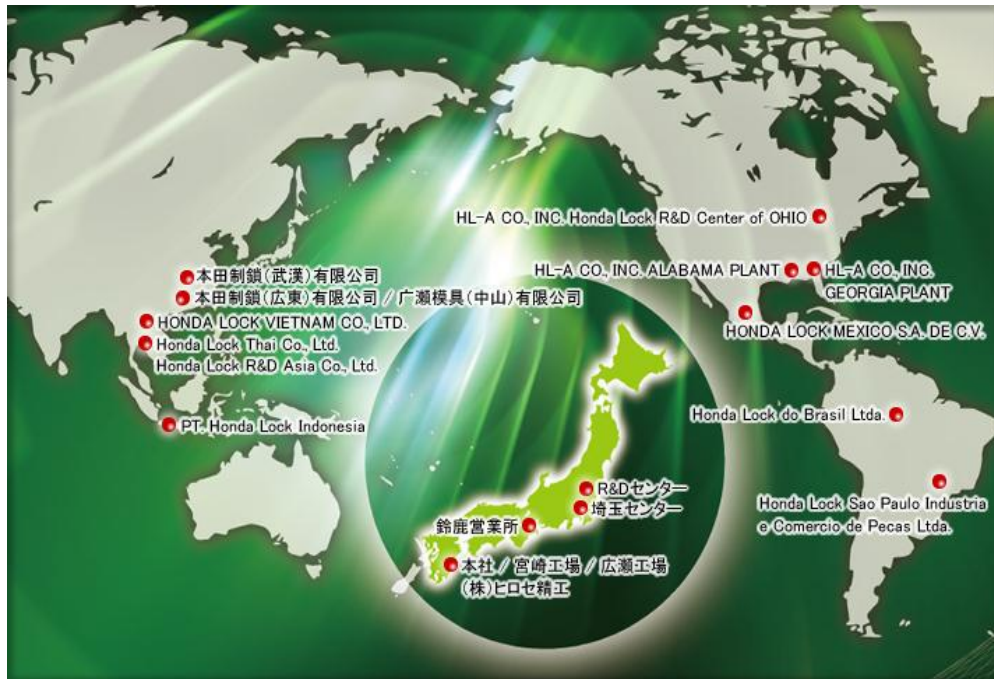 HL-A CO., INC. Honda Lock R&D Center of OHIO
本田制鎖(武漢)有限公司
HL-A CO., INC. ALABAMA PLANT
HL-A CO., INC.
GEORGIA PLANT
本田制鎖(広東)有限公司 / 广瀬模具(中山)有限公司
HONDA LOCK VIETNAM CO., LTD.
HONDA LOCK MEXICO S.A. DE C.V.
Honda Lock Thai Co., Ltd.
Honda Lock R&D Asia Co., Ltd.
Honda Lock do Brasil Ltda.
PT. Honda Lock Indonesia
R&Dセンター
埼玉センター
Honda Lock Sao Paulo Industria
e Comercio de Pecas Ltda.
鈴鹿営業所
本社 / 宮崎工場 / 広瀬工場
(株)ヒロセ精工